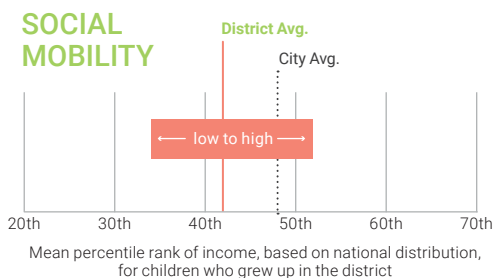 SOCIAL
MOBILITY
District Avg.
City Avg.
low to high
20th 30th 40th 50th 60th 70th
Mean percentile rank of income, based on national distribution,
for children who grew up in the district